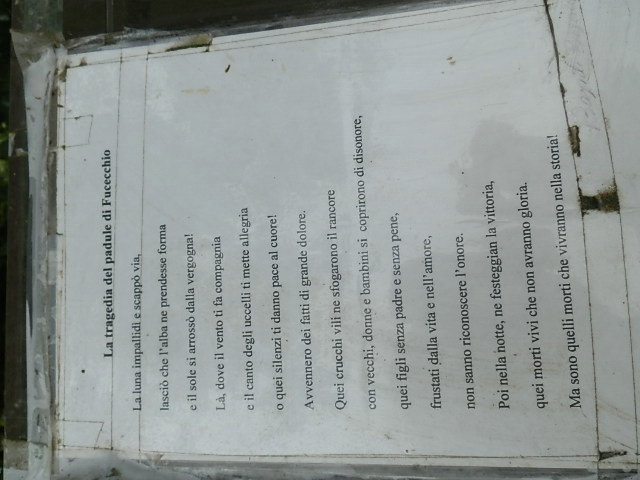 La tragedia del padule di Fucecchio
La luna impallidì e scappò via,
lasciò che l'alba ne prendesse forma
e il sole si arrossò dalla vergogna!
Là, dove il vento ti fa compagnia
e il canto degli uccelli ti mette allegria
o quei silenzi ti danno pace al cuore!
Avvennero dei fatti di grande dolore.
Quei crucchi vili ne sfogarono il rancore
con vecchi, donne e bambini si coprirono di disonore,
quei figli senza padre e senza pene,
frustati dalla vita e nell'amore,
non sanno riconoscere l'onore.
Poi nella notte, ne festeggian la vittoria,
quei morti vivi che non avranno gloria.
Ma sono quelli morti che vivranno nella storia!